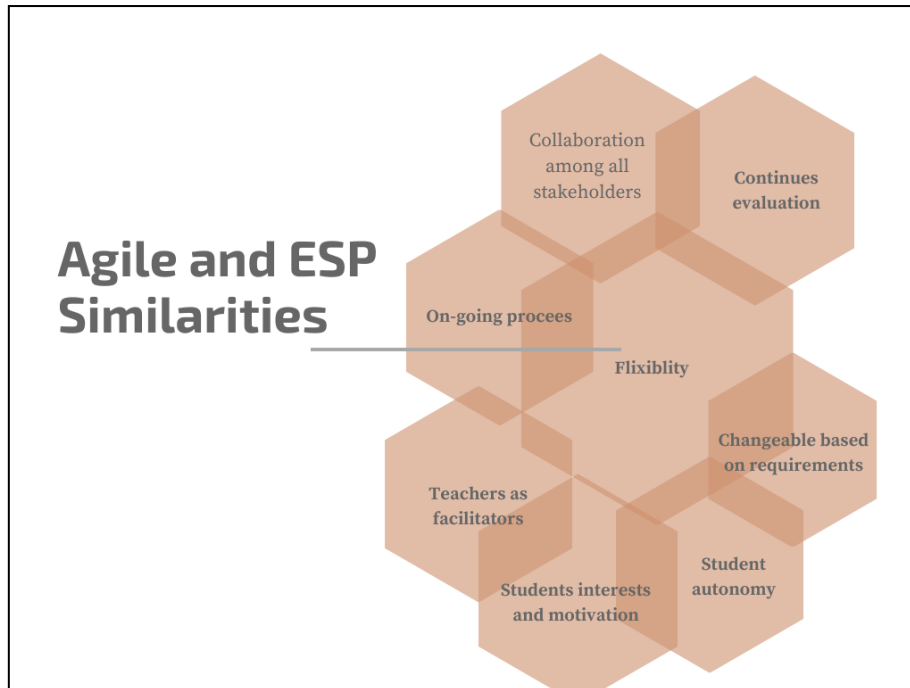 Agile and ESP
Similarities
Collaboration
among all
stakeholders
Continues
evaluation
On-going procees
Flixiblity
Changeable based
on requirements
Teachers as
facilitators
Students interests
and motivation
Student
autonomy